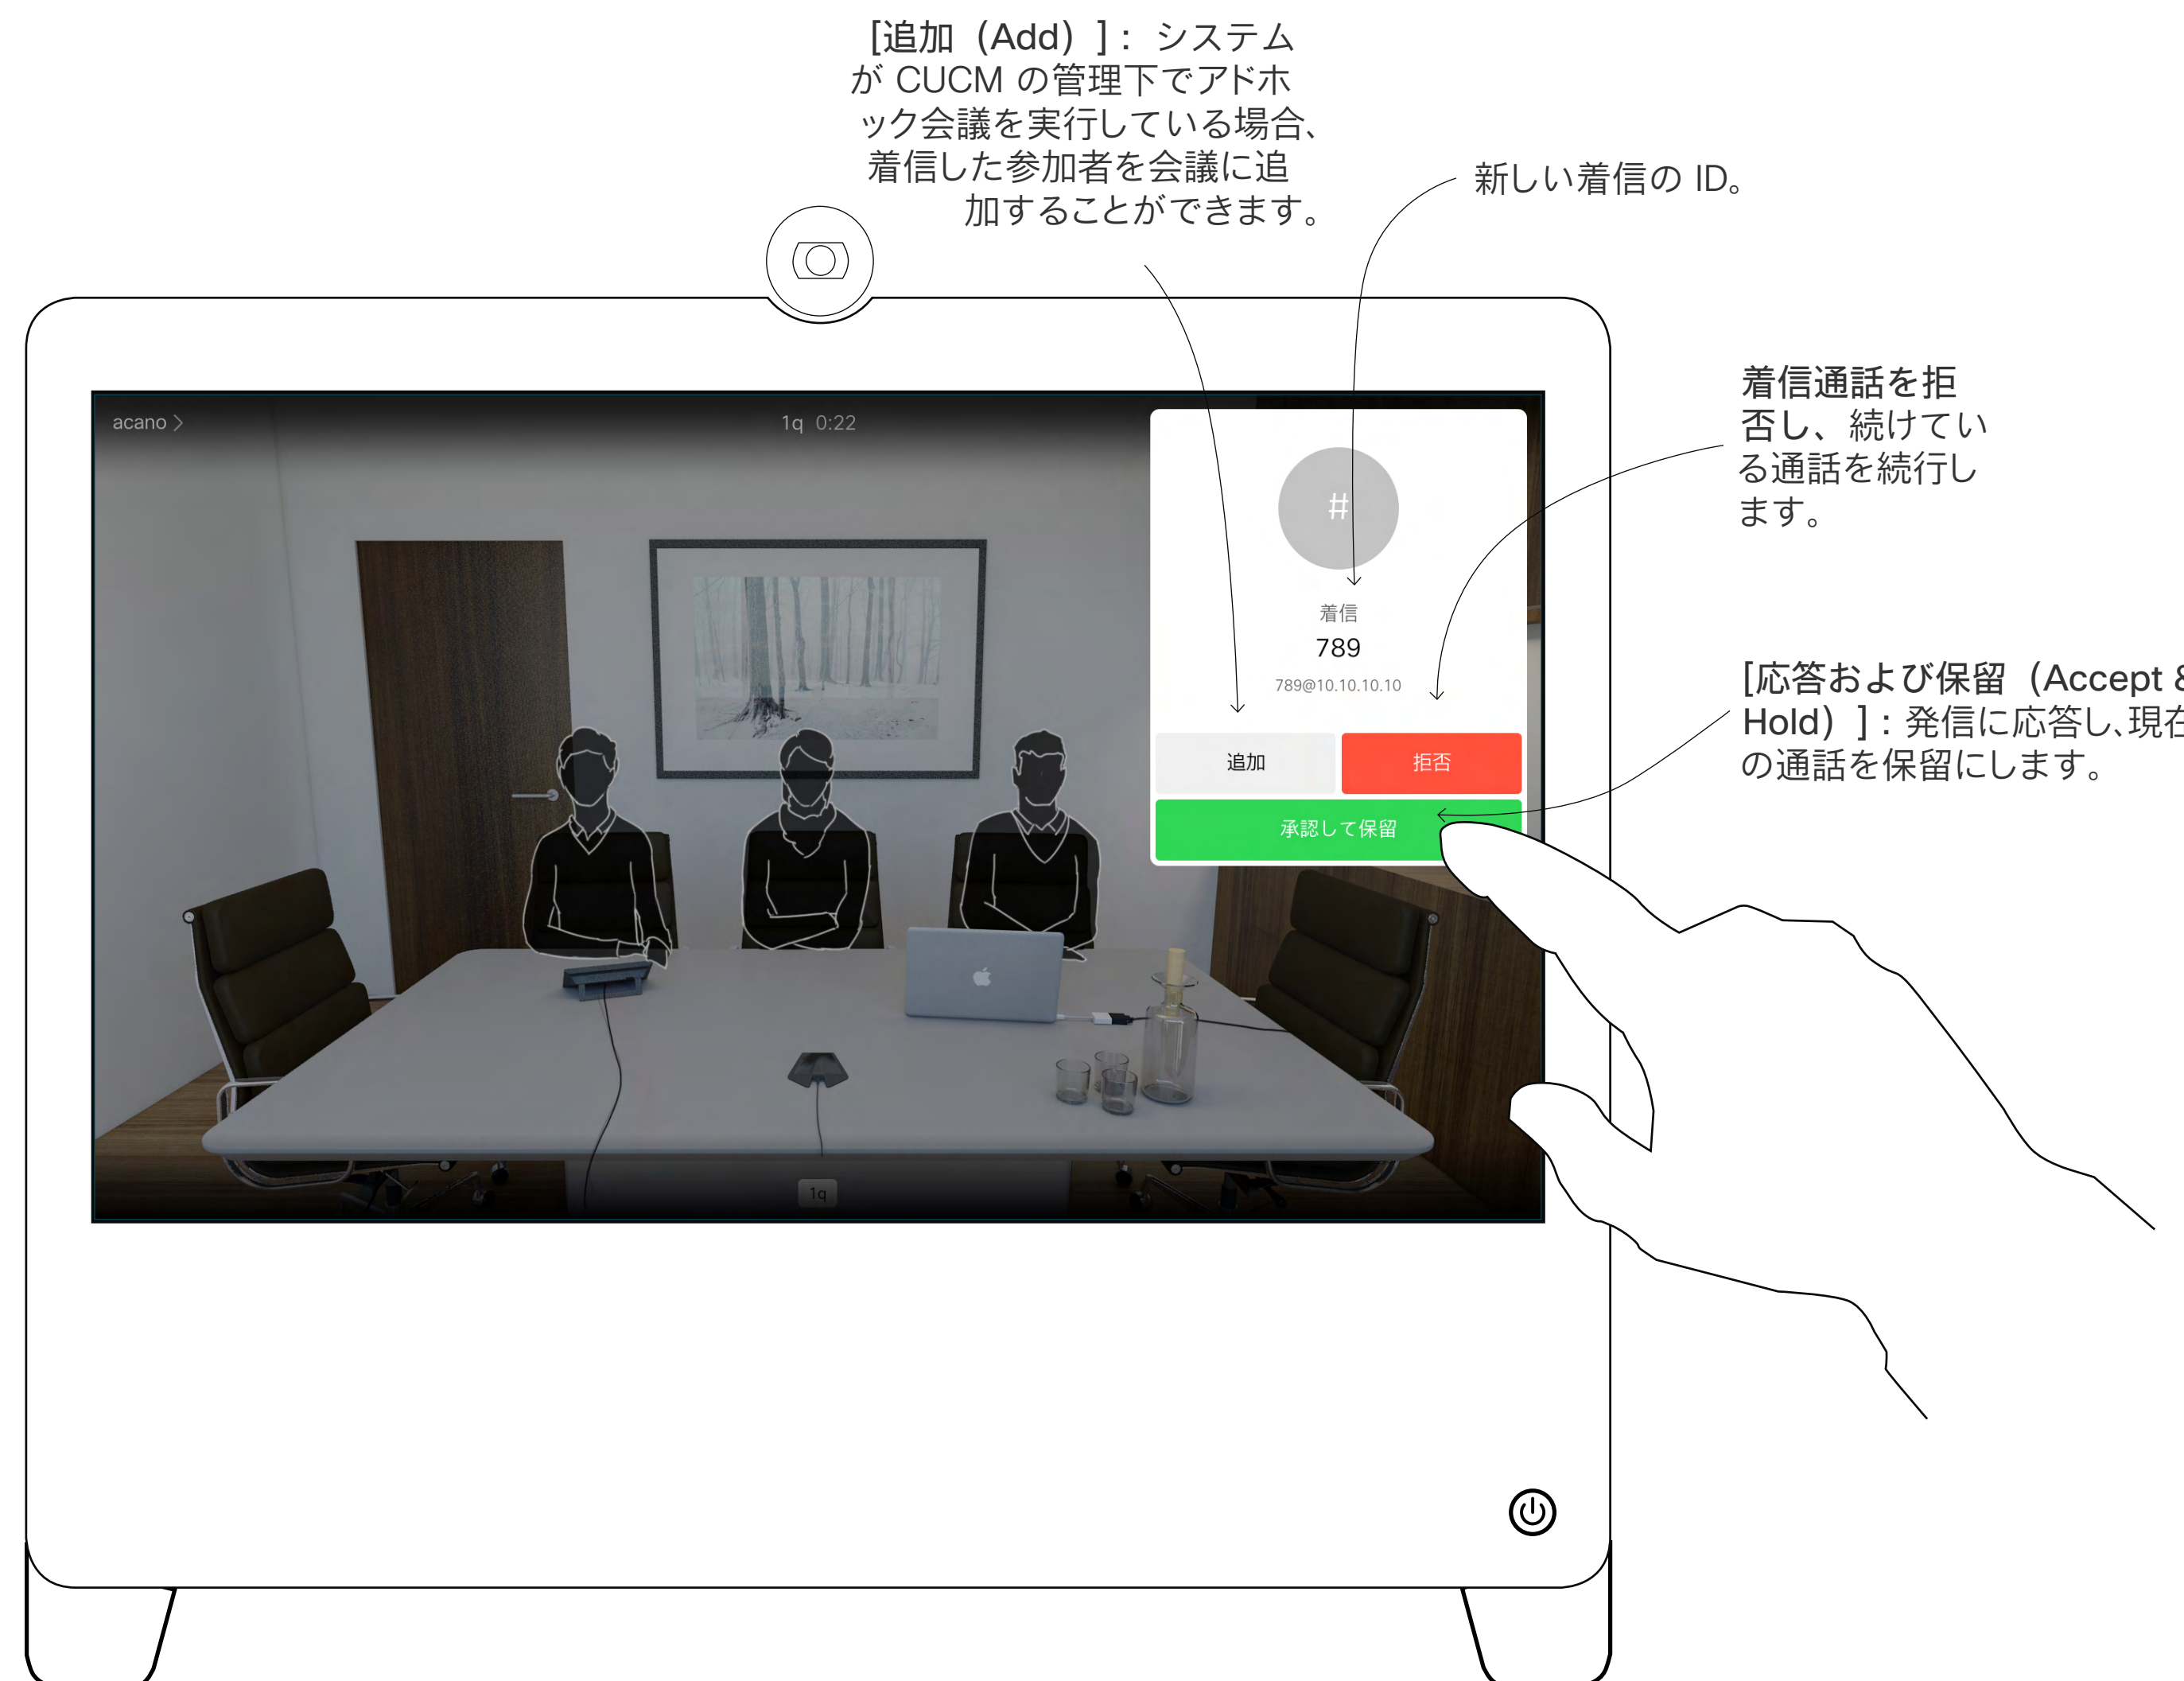 [追加（Add）]： システム
が CUCM の管理下でアドホ
ック会議を実行している場合、
着信した参加者を会議に追
加することができます。
新しい着信の ID。
着信通話を拒
否し、続けてい
る通話を続行し
ます。
[応答および保留（Accept &
Hold）]：発信に応答し、現在
の通話を保留にします。
acano
1q 0:22
#
着信
789
789@10.10.10.10
追加 拒否
承認して保留
1q